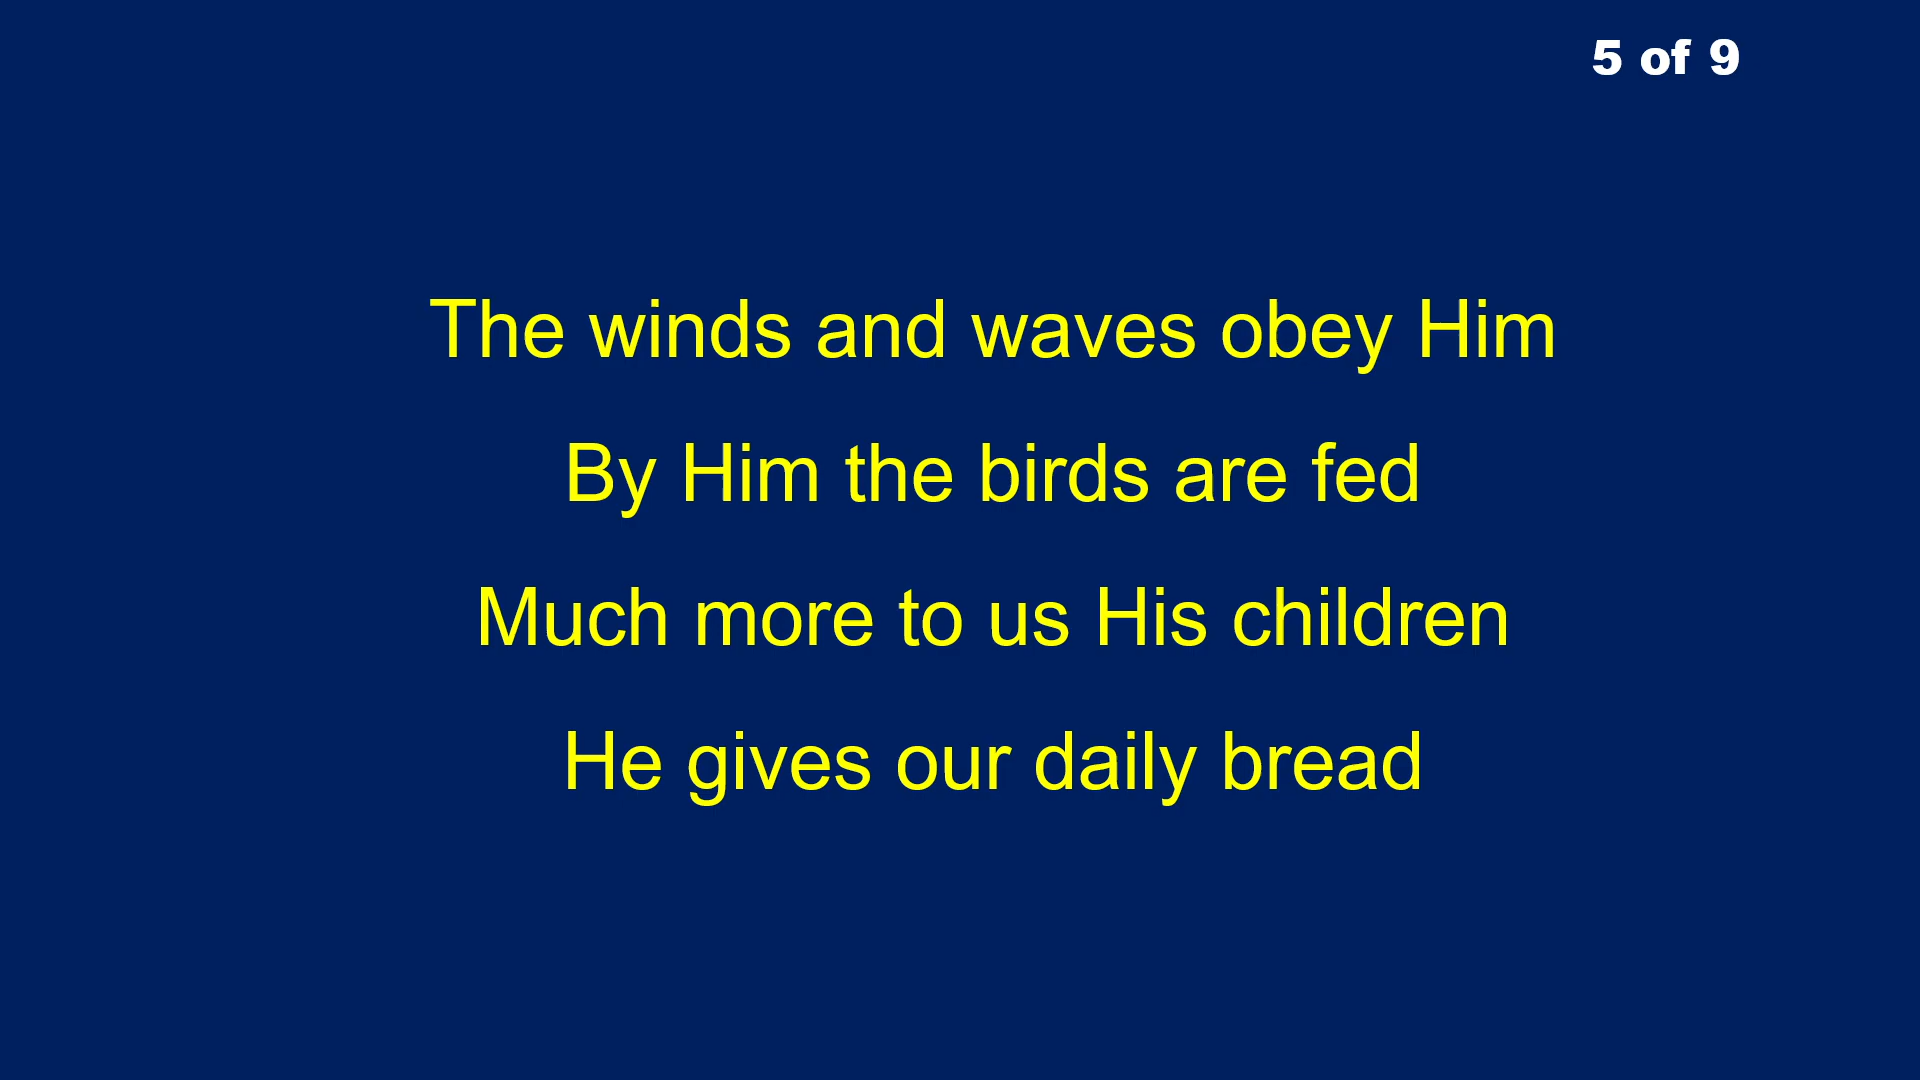 5 of 9
The winds and waves obey Him
By Him the birds are fed
Much more to us His children
He gives our daily bread